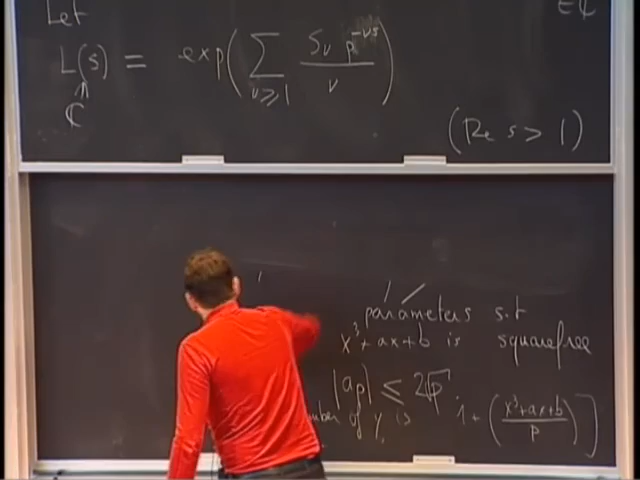 Let
∈ ℂ
L(s) = exp( ∑_{ν≥1} S_ν p^{-νs} / ν )
↑
ℂ
(Re s > 1)
parameters s.t
x³+ax+b is squarefree
|a_p| ≤ 2√p
number of y is 1 + ( x³+ax+b / p ) ]